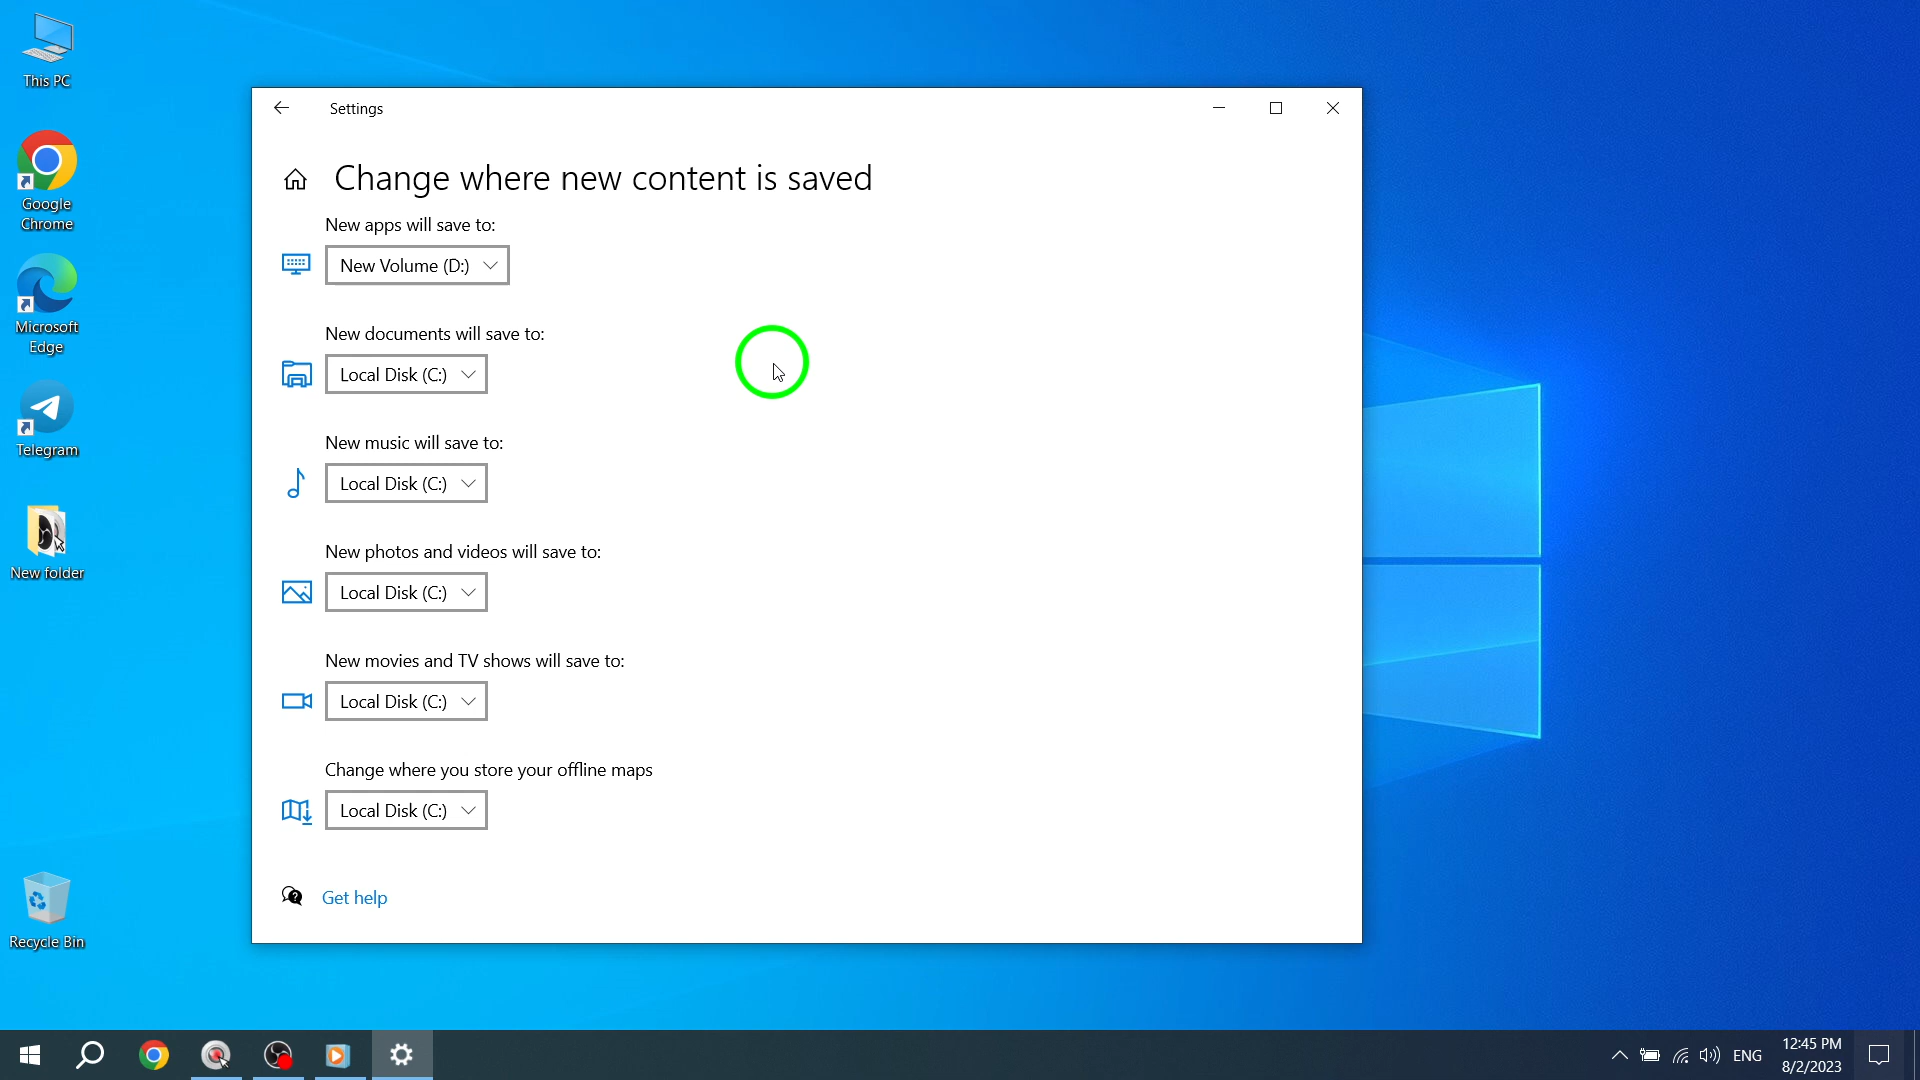 This PC
Google
Chrome
Microsoft
Edge
Telegram
New folder
Recycle Bin
Settings
Change where new content is saved
New apps will save to:
New Volume (D:)
New documents will save to:
Local Disk (C:)
New music will save to:
Local Disk (C:)
New photos and videos will save to:
Local Disk (C:)
New movies and TV shows will save to:
Local Disk (C:)
Change where you store your offline maps
Local Disk (C:)
Get help
ENG
12:45 PM
8/2/2023